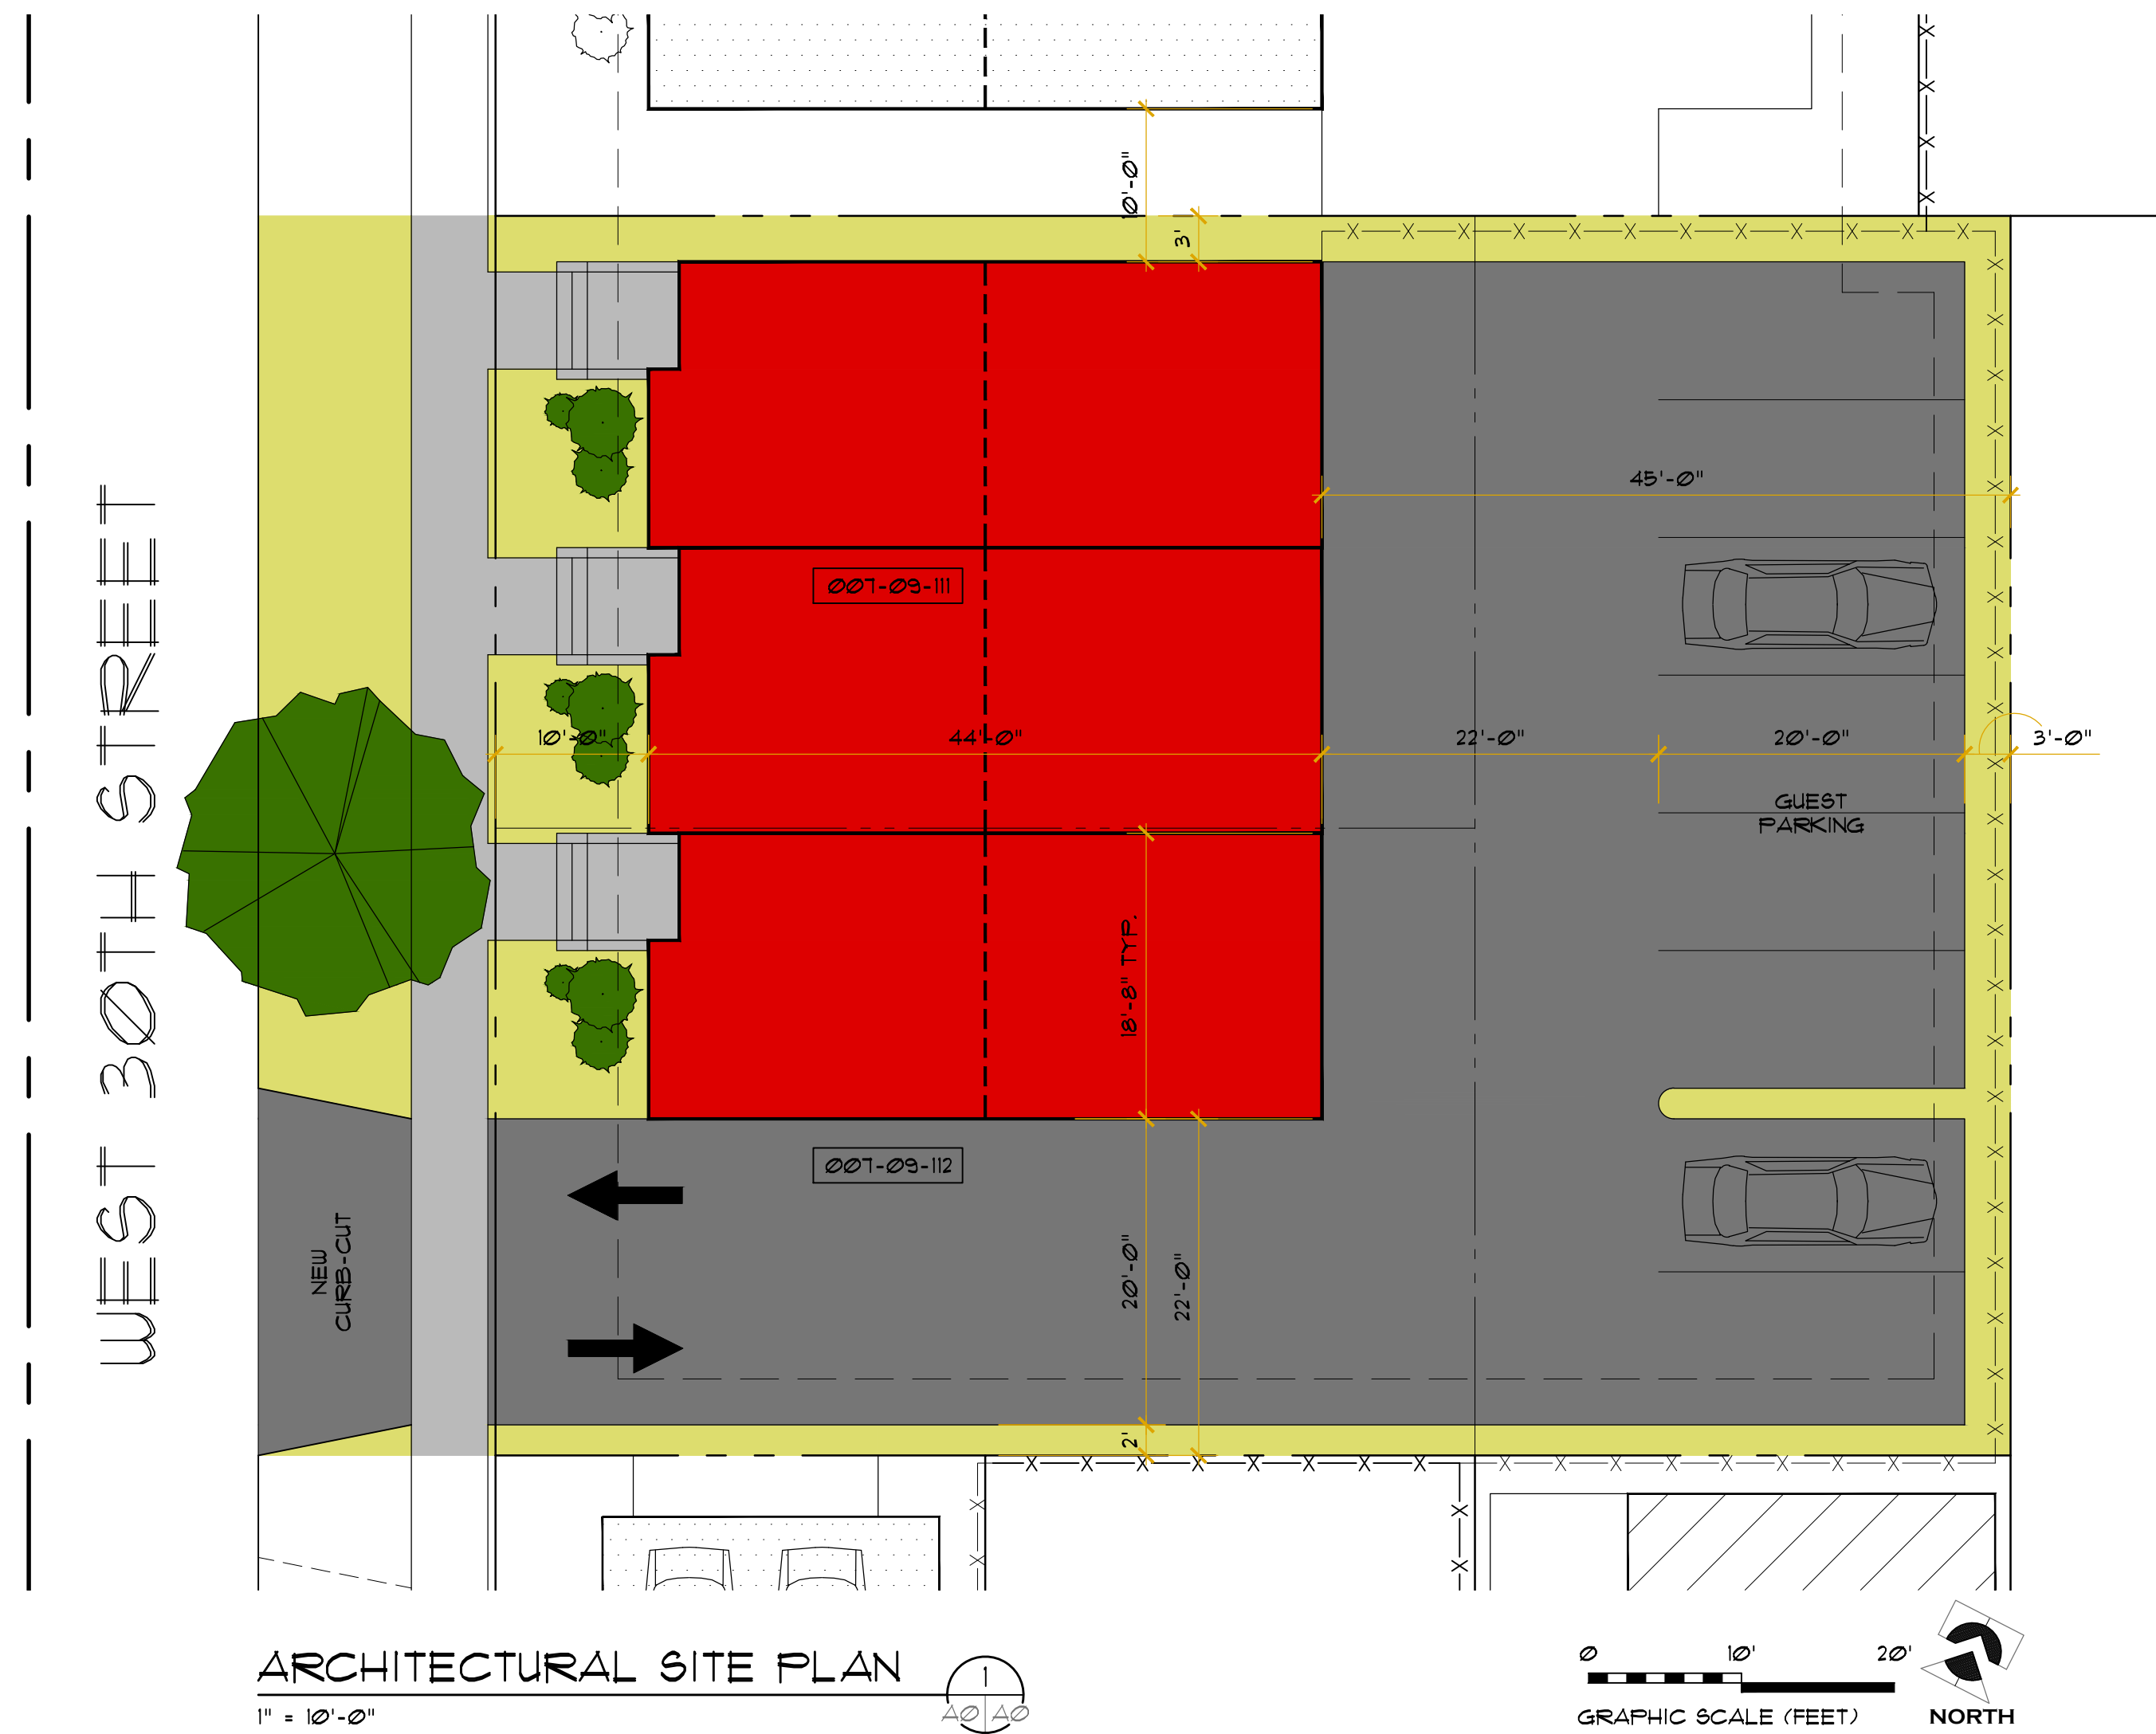 10'-0"
3'
45'-0"
007-09-111
10'-0"
44'-0"
22'-0"
20'-0"
3'-0"
GUEST
PARKING
WEST 30TH STREET
18'-8" TYP.
007-09-112
NEW
CURB-CUT
20'-0"
22'-0"
2'
ARCHITECTURAL SITE PLAN
1
A0 A0
1" = 10'-0"
0 10' 20'
GRAPHIC SCALE (FEET)
NORTH